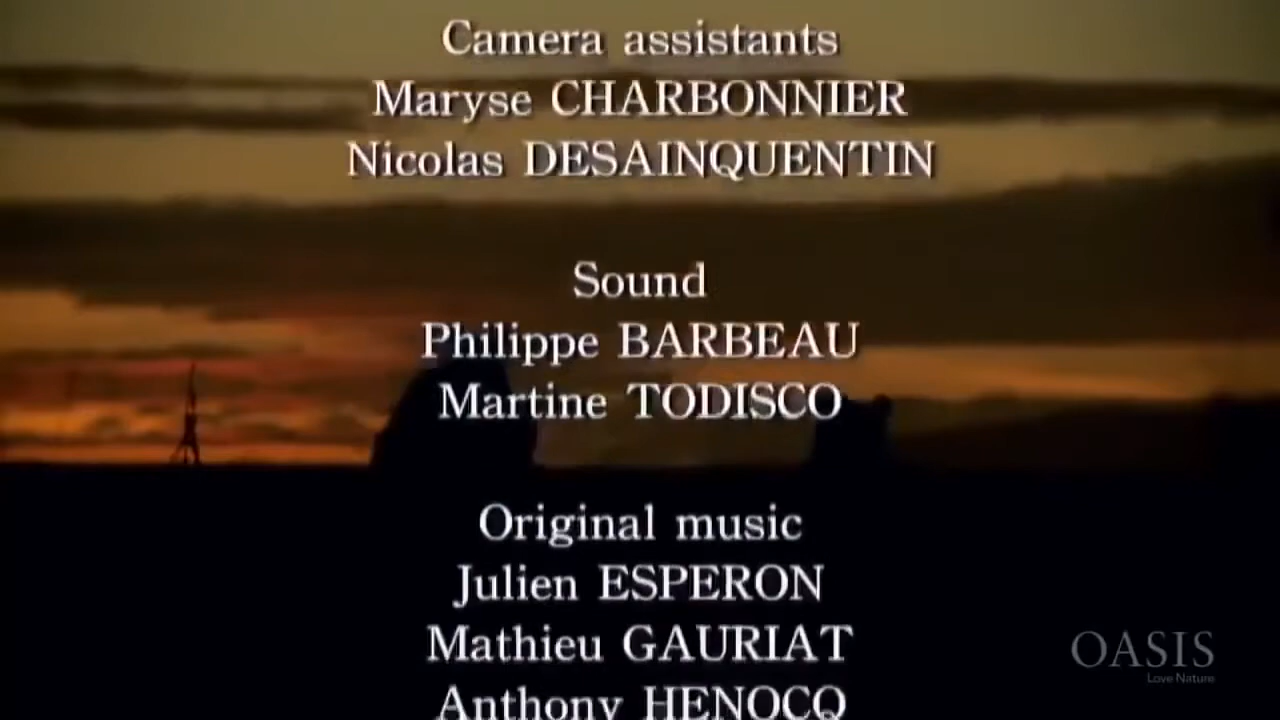 Camera assistants
Maryse CHARBONNIER
Nicolas DESAINQUENTIN
Sound
Philippe BARBEAU
Martine TODISCO
Original music
Julien ESPERON
Mathieu GAURIAT
Anthony HENOCQ
OASIS
Love Nature